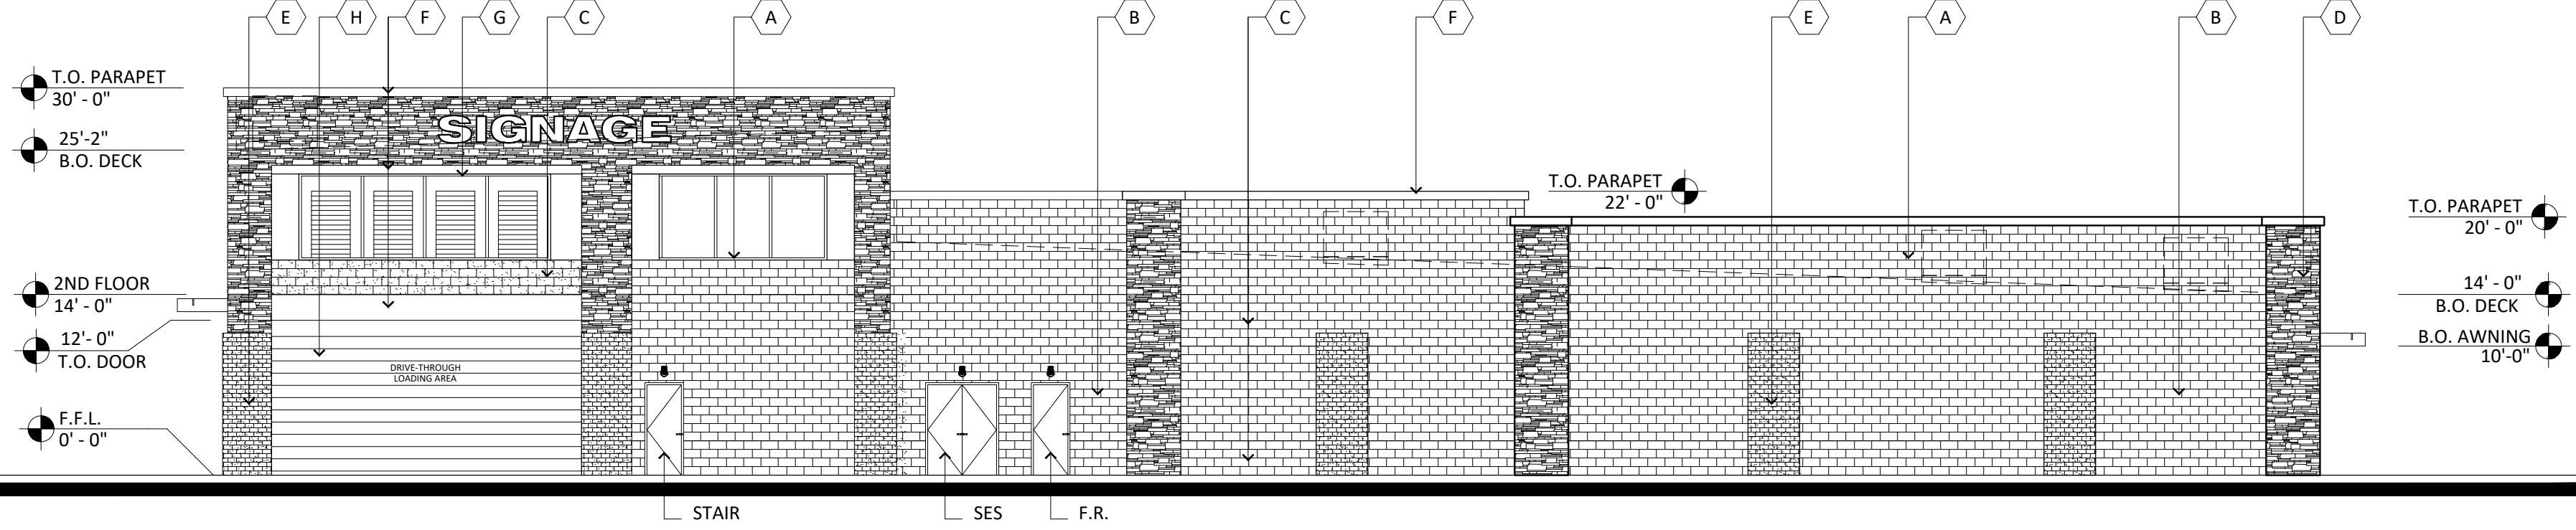 E
H
F
G
C
A
B
C
F
E
A
B
D
T.O. PARAPET
30' - 0"
25'-2"
B.O. DECK
SIGNAGE
T.O. PARAPET
22' - 0"
T.O. PARAPET
20' - 0"
2ND FLOOR
14' - 0"
14' - 0"
B.O. DECK
12'- 0"
T.O. DOOR
B.O. AWNING
10'-0"
DRIVE-THROUGH
LOADING AREA
F.F.L.
0' - 0"
STAIR
SES
F.R.